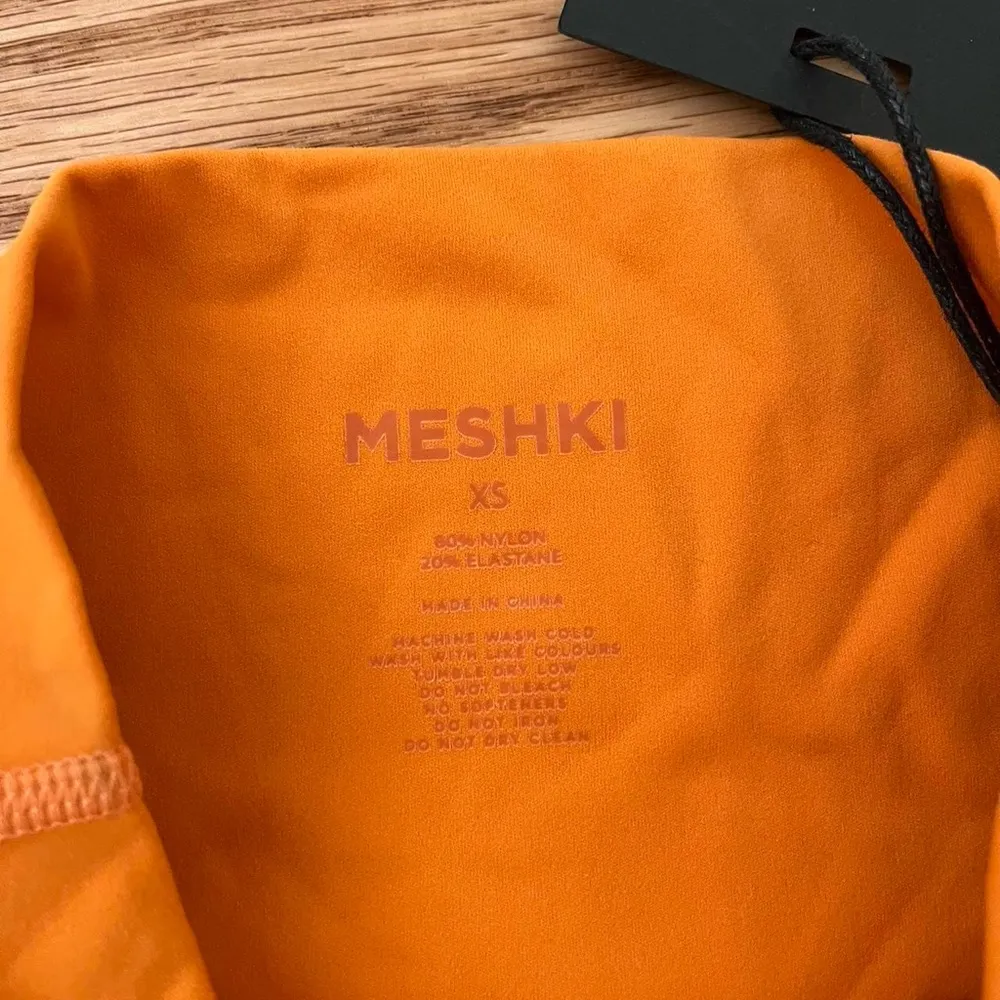 MESHKI
XS
80% NYLON
20% ELASTANE
MADE IN CHINA
MACHINE WASH COLD
WASH WITH LIKE COLOURS
TUMBLE DRY LOW
DO NOT BLEACH
NO SOFTENERS
DO NOT IRON
DO NOT DRY CLEAN